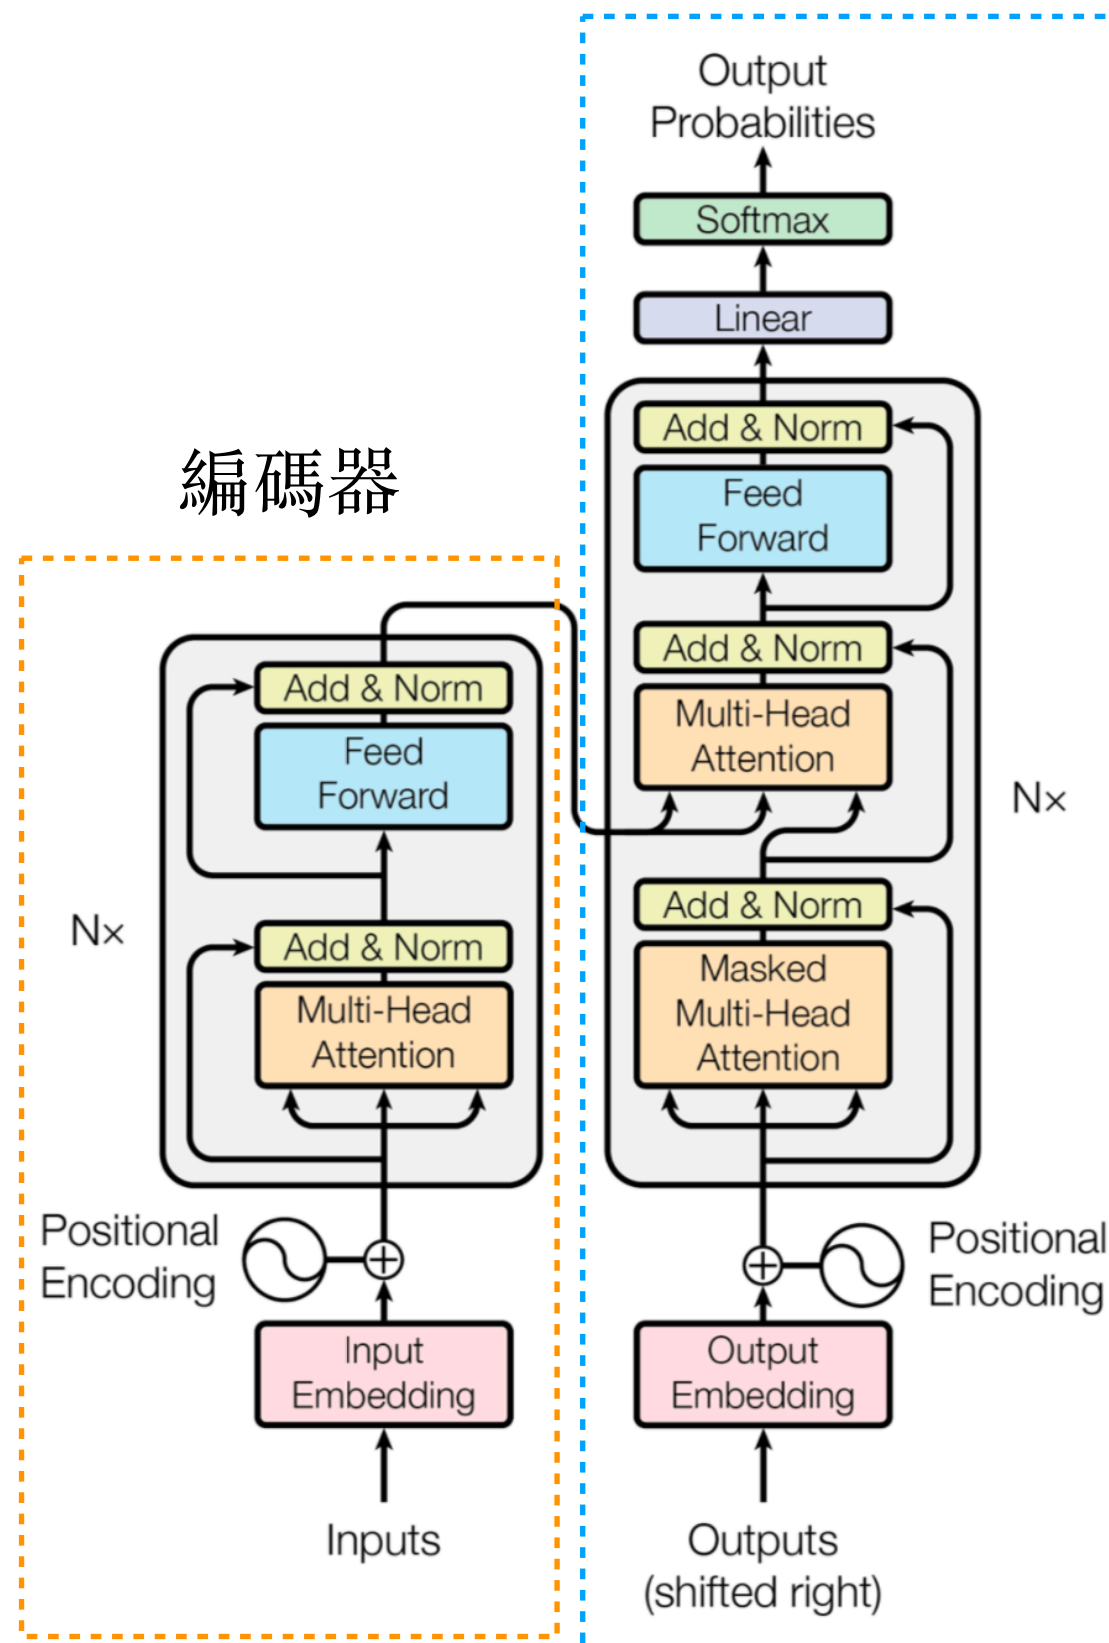 編碼器
Add & Norm
Feed
Forward
Add & Norm
Multi-Head
Attention
N×
Positional
Encoding
Input
Embedding
Inputs
Output
Probabilities
Softmax
Linear
Add & Norm
Feed
Forward
Add & Norm
Multi-Head
Attention
N×
Add & Norm
Masked
Multi-Head
Attention
Positional
Encoding
Output
Embedding
Outputs
(shifted right)